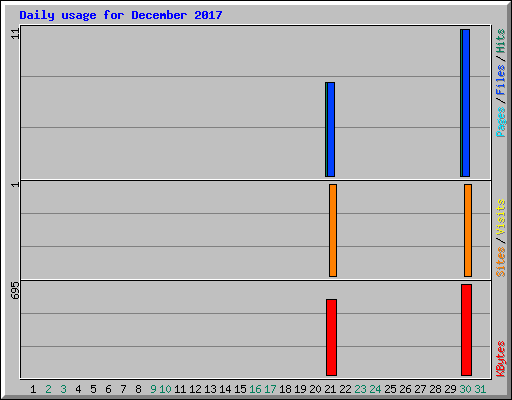 Daily usage for December 2017
11
1
695
Pages / Files / Hits
Sites / Visits
KBytes
1 2 3 4 5 6 7 8 9 10 11 12 13 14 15 16 17 18 19 20 21 22 23 24 25 26 27 28 29 30 31